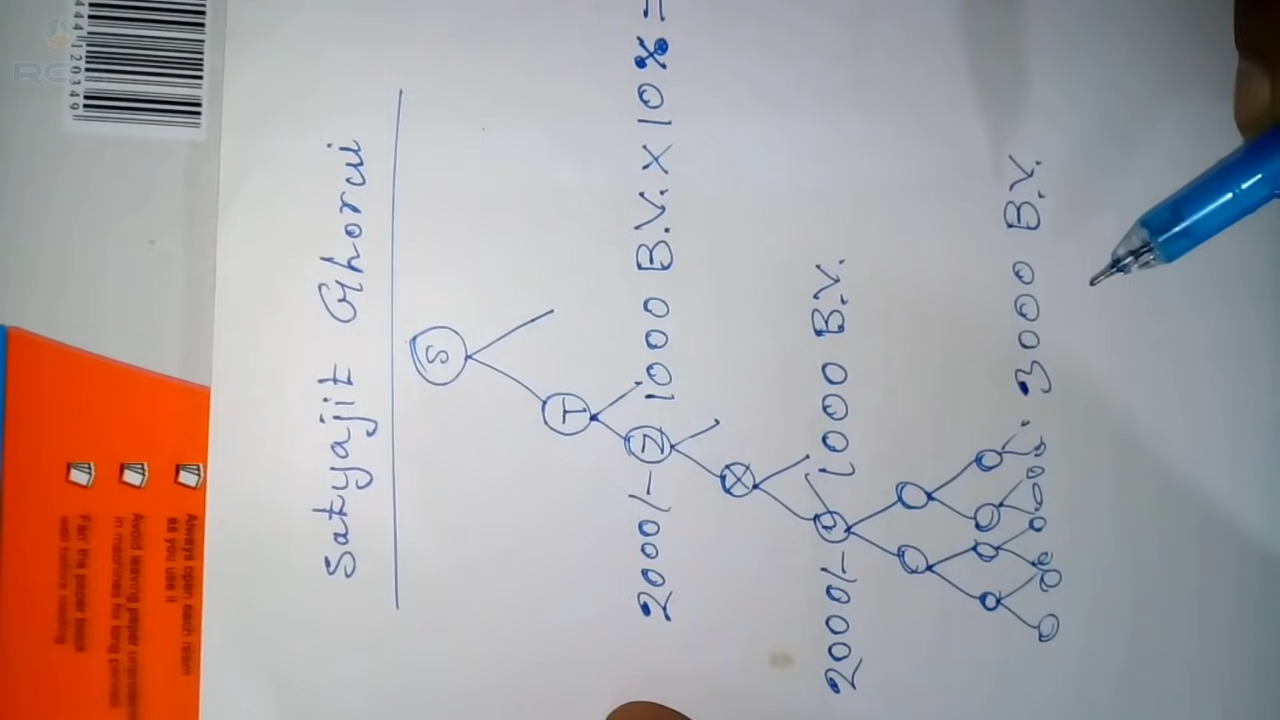 Satyajit Ghorui
S
T
2000/- Z 1000 B.V. X 10% =
X
2000/- 1000 B.V.
3000 B.V.
444120349
Always open each ream
as you use it
Avoid leaving paper unwrapped
in machines for long period
Fan the paper stack
well before loading